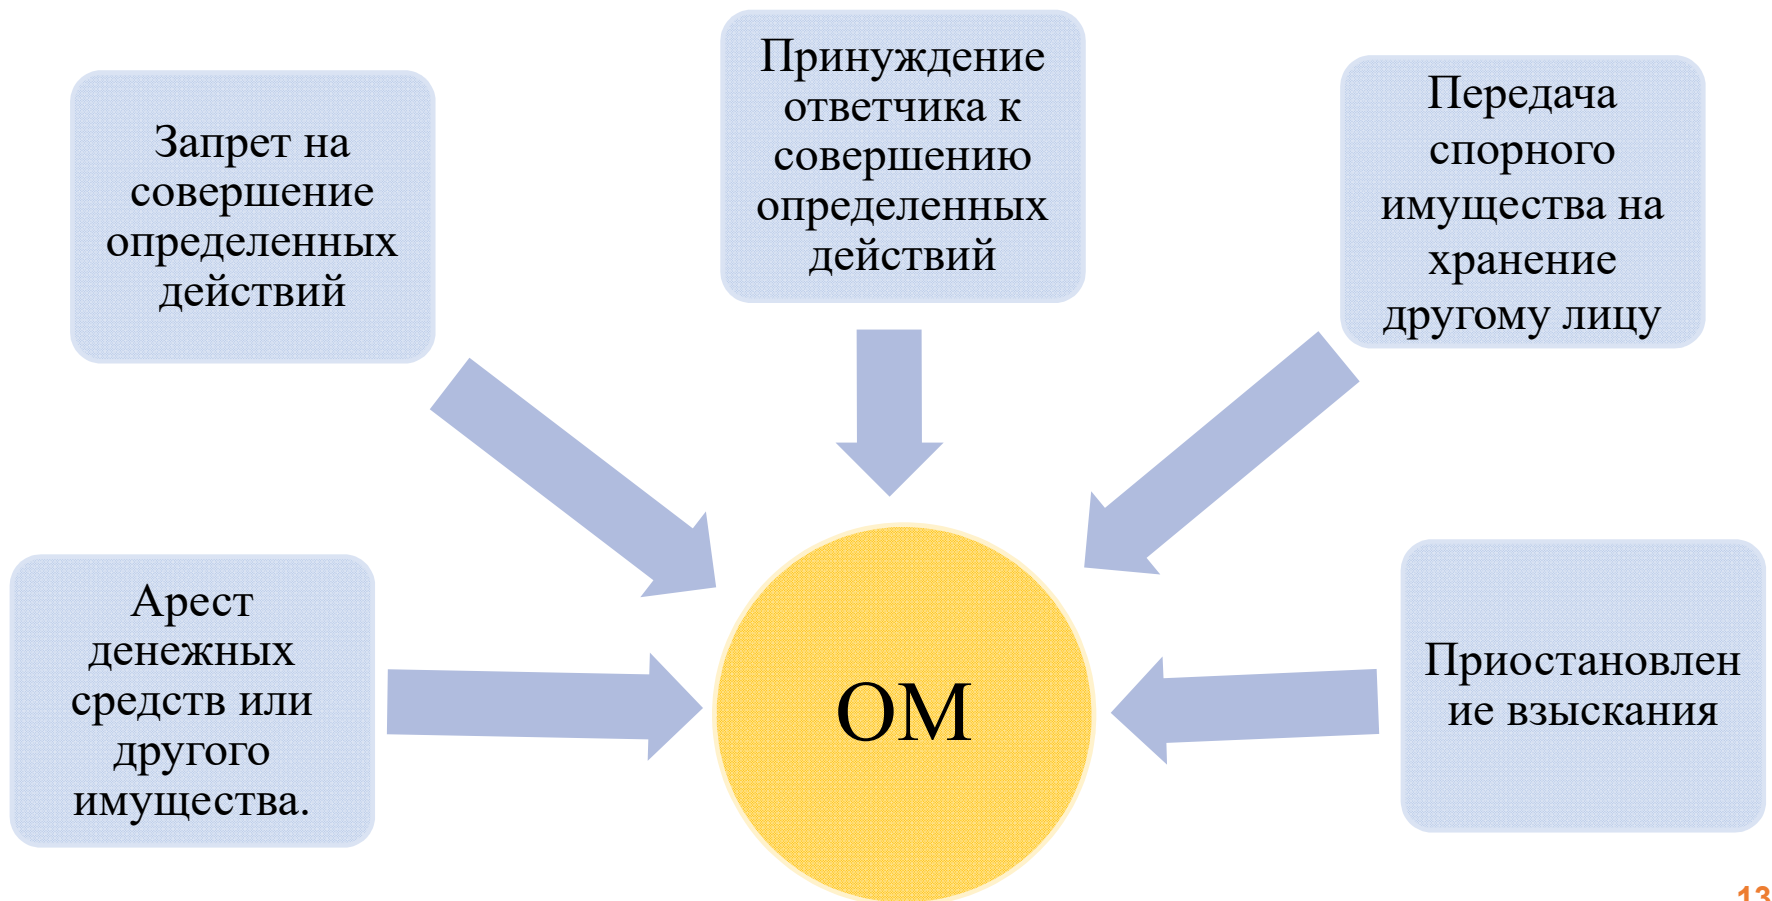 Запрет на
совершение
определенных
действий
Принуждение
ответчика к
совершению
определенных
действий
Передача
спорного
имущества на
хранение
другому лицу
Арест
денежных
средств или
другого
имущества.
ОМ
Приостановлен
ие взыскания
13